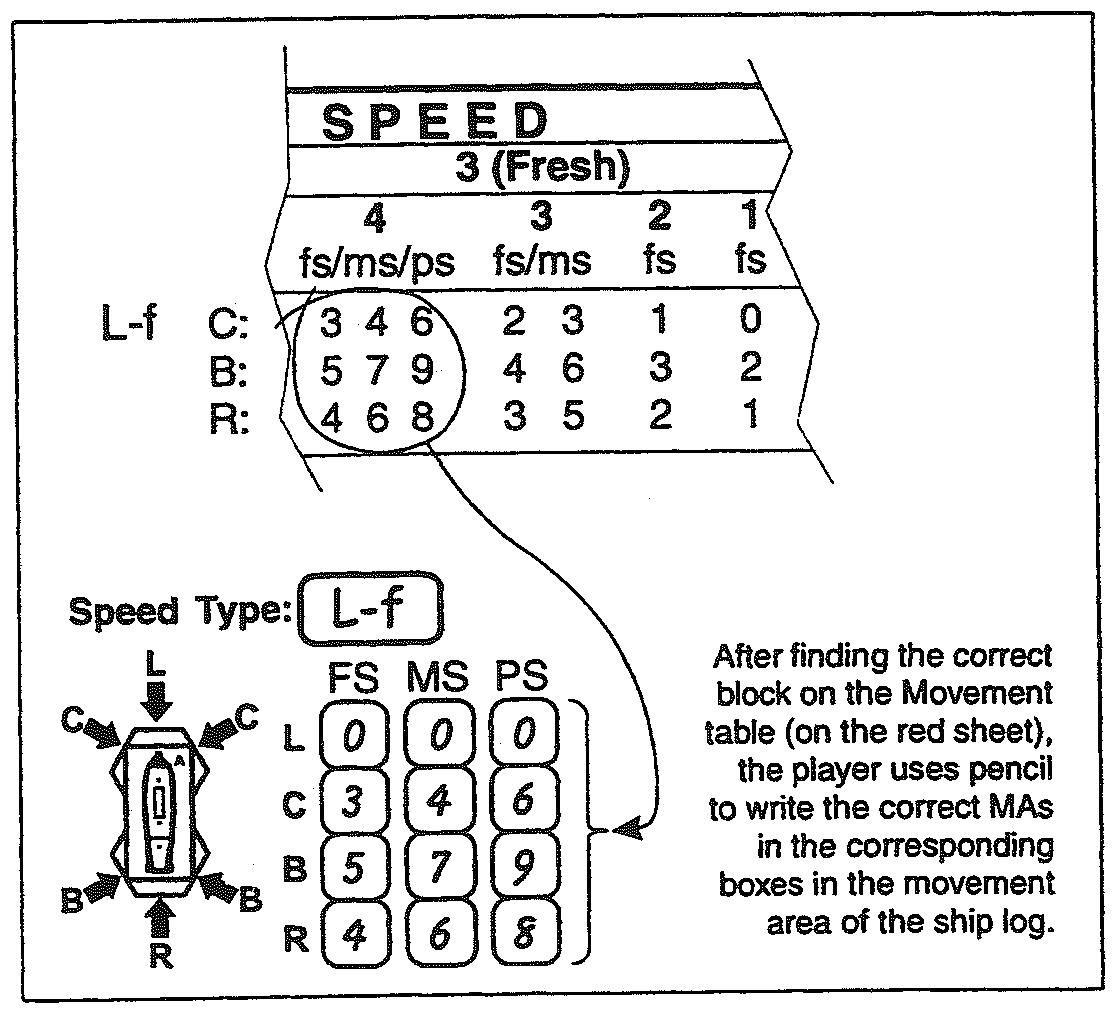 SPEED
3 (Fresh)
4 3 2 1
fs/ms/ps fs/ms fs fs
L-f C: 3 4 6 2 3 1 0
B: 5 7 9 4 6 3 2
R: 4 6 8 3 5 2 1
Speed Type: L-f
L
C C
A
B B
R
FS MS PS
L 0 0 0
C 3 4 6
B 5 7 9
R 4 6 8
After finding the correct
block on the Movement
table (on the red sheet),
the player uses pencil
to write the correct MAs
in the corresponding
boxes in the movement
area of the ship log.